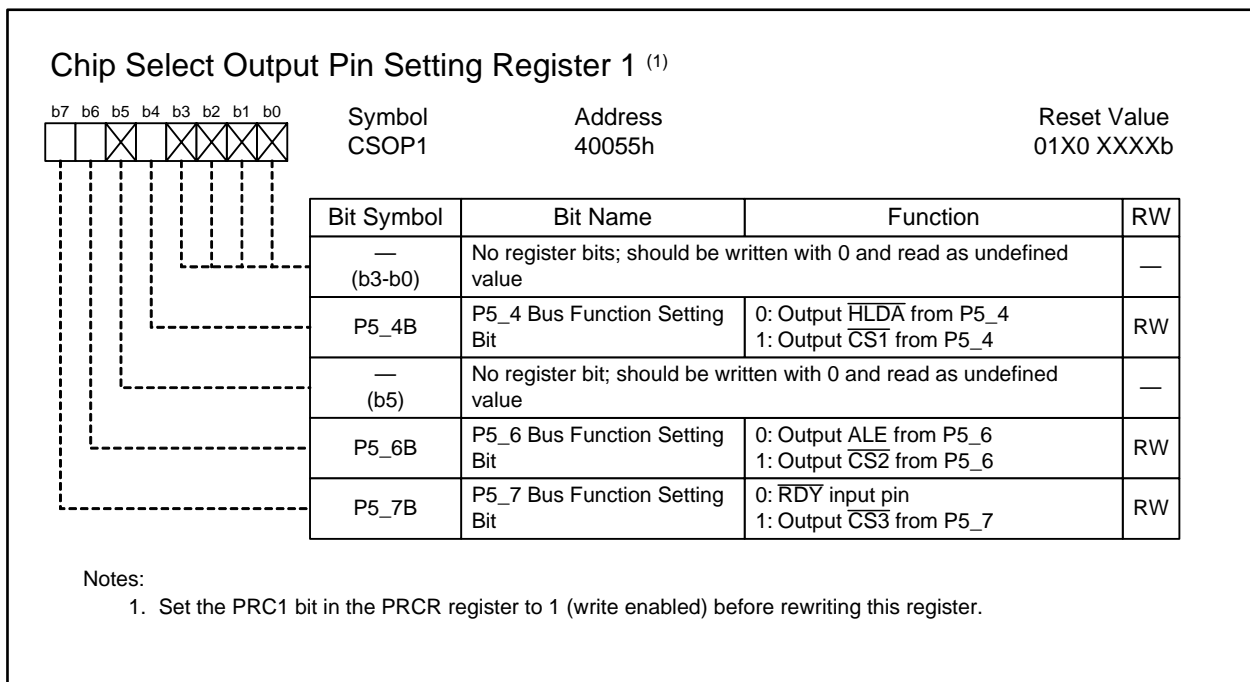 Chip Select Output Pin Setting Register 1 (1)
b7 b6 b5 b4 b3 b2 b1 b0
Symbol Address Reset Value
CSOP1 40055h 01X0 XXXXb
Bit Symbol Bit Name Function RW
— (b3-b0) No register bits; should be written with 0 and read as undefined value —
P5_4B P5_4 Bus Function Setting Bit 0: Output H̅L̅D̅A̅ from P5_4
1: Output C̅S̅1̅ from P5_4 RW
— (b5) No register bit; should be written with 0 and read as undefined value —
P5_6B P5_6 Bus Function Setting Bit 0: Output ALE from P5_6
1: Output C̅S̅2̅ from P5_6 RW
P5_7B P5_7 Bus Function Setting Bit 0: R̅D̅Y̅ input pin
1: Output C̅S̅3̅ from P5_7 RW
Notes:
1. Set the PRC1 bit in the PRCR register to 1 (write enabled) before rewriting this register.